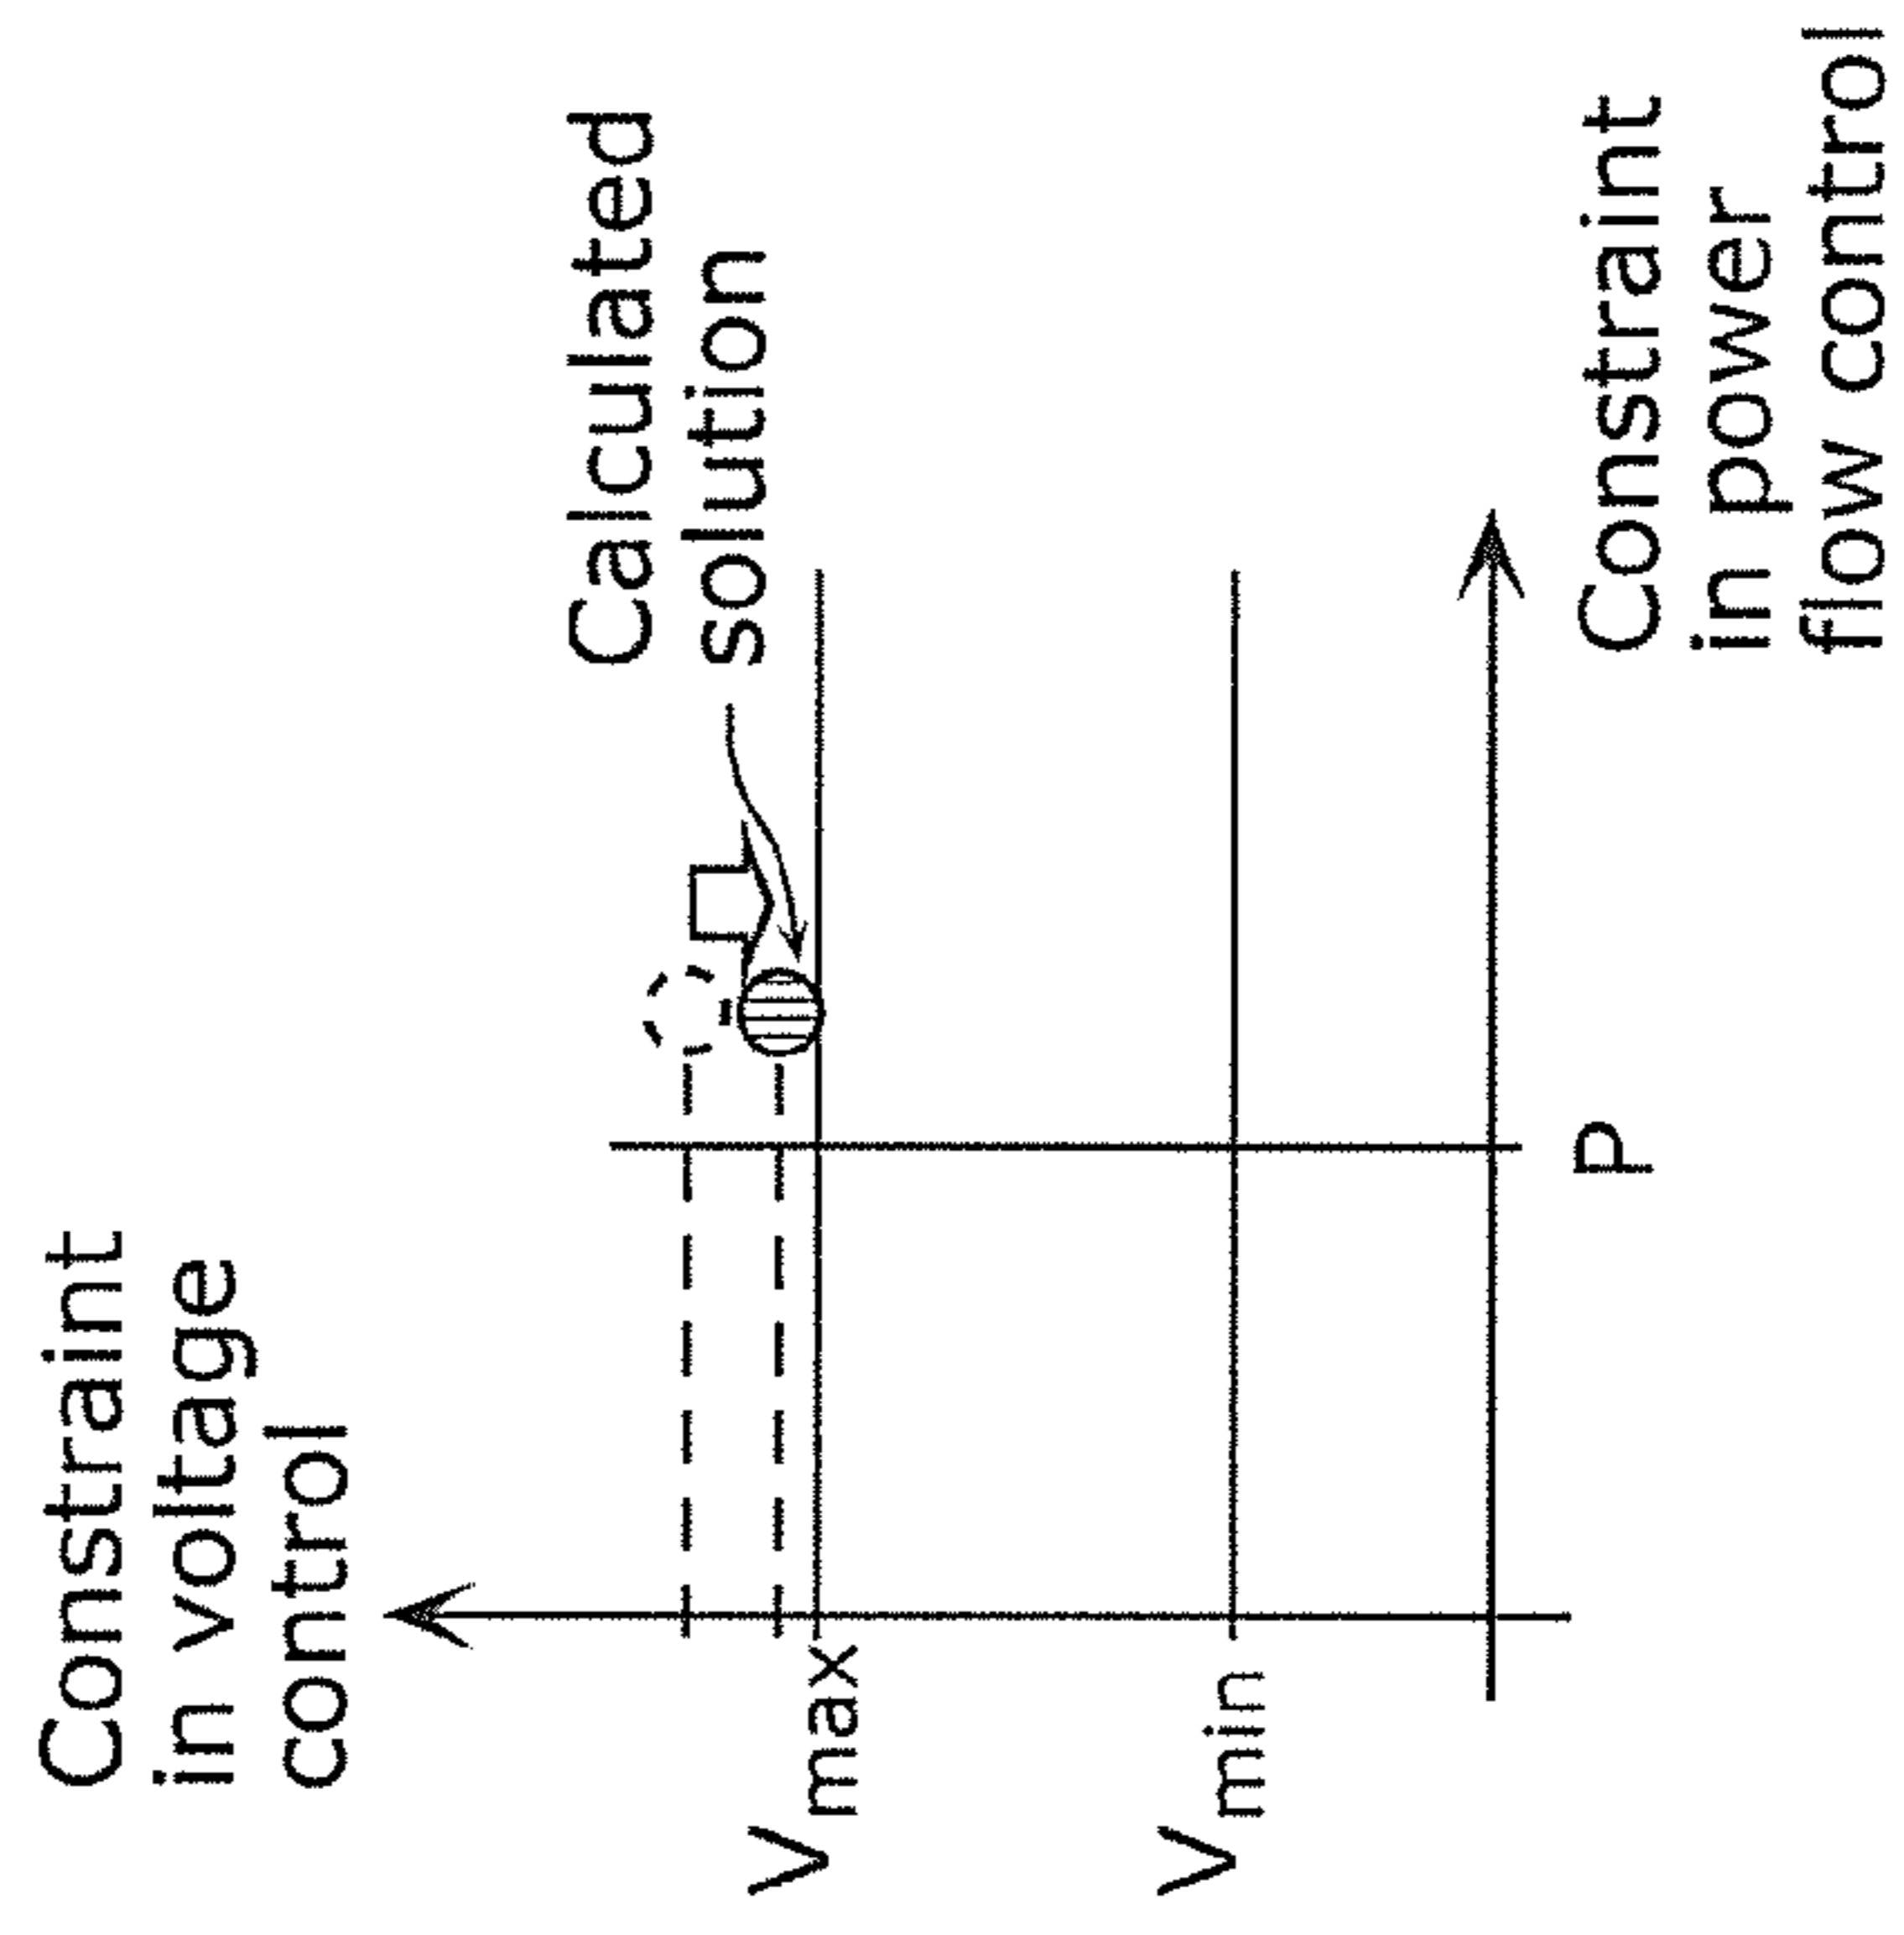 Constraint
in voltage
control
Calculated
solution
Vmax
Vmin
P
Constraint
in power
flow control